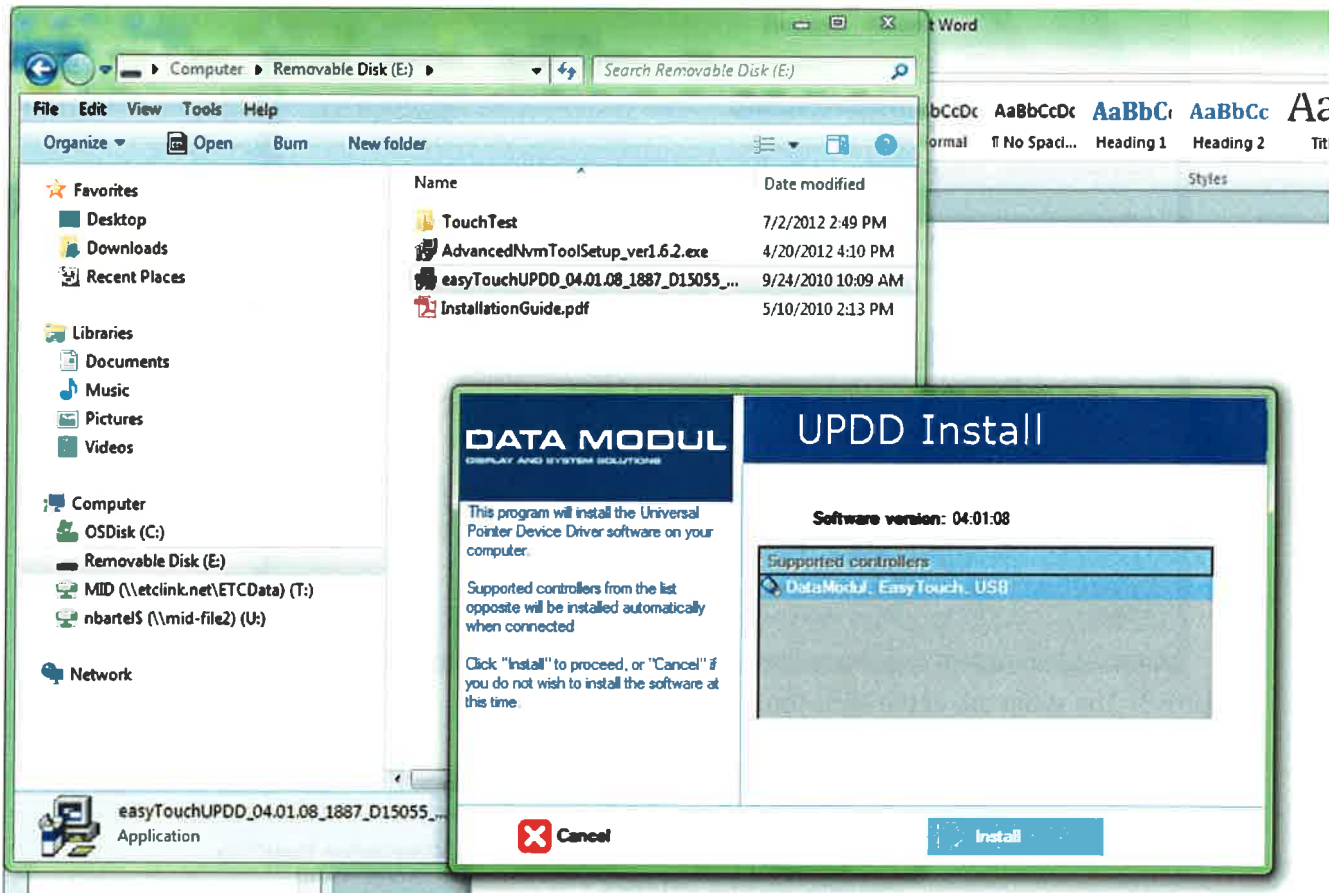 t Word
Computer ▸ Removable Disk (E:) ▸
Search Removable Disk (E:)
File Edit View Tools Help
Organize Open Burn New folder
AaBbCcDc AaBbCc AaBbCc
ormal ¶ No Spaci... Heading 1 Heading 2
Styles
Favorites
Desktop
Downloads
Recent Places
Libraries
Documents
Music
Pictures
Videos
Computer
OSDisk (C:)
Removable Disk (E:)
MID (\\etclink.net\ETCData) (T:)
nbartel$ (\\mid-file2) (U:)
Network
Name Date modified
TouchTest 7/2/2012 2:49 PM
AdvancedNvmToolSetup_ver1.6.2.exe 4/20/2012 4:10 PM
easyTouchUPDD_04.01.08_1887_D15055_... 9/24/2010 10:09 AM
InstallationGuide.pdf 5/10/2010 2:13 PM
DATA MODUL
DISPLAY AND SYSTEM SOLUTIONS
UPDD Install
This program will install the Universal
Pointer Device Driver software on your
computer.
Supported controllers from the list
opposite will be installed automatically
when connected
Click "Install" to proceed, or "Cancel" if
you do not wish to install the software at
this time.
Software version: 04:01:08
Supported controllers
DataModul, EasyTouch, USB
Cancel
Install
easyTouchUPDD_04.01.08_1887_D15055_...
Application